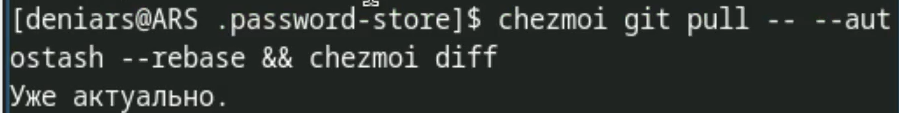 [deniars@ARS .password-store]$ chezmoi git pull -- --aut
ostash --rebase && chezmoi diff
Уже актуально.